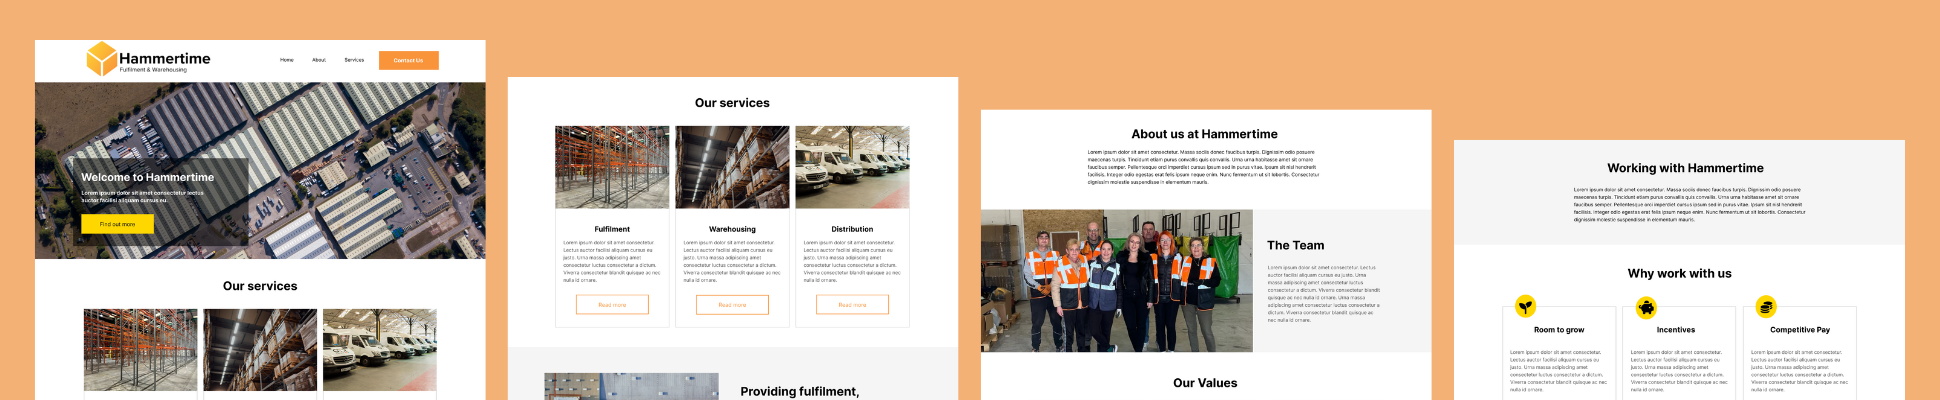 Hammertime
Fulfilment & Warehousing
Home
About
Services
Contact Us
Welcome to Hammertime
Lorem ipsum dolor sit amet consectetur lectus
auctor facilisi aliquam cursus eu.
Find out more
Our services
Our services
Fulfilment
Lorem ipsum dolor sit amet consectetur.
Lectus auctor facilisi aliquam cursus eu
justo. Urna massa adipiscing amet
consectetur luctus consectetur a dictum.
Viverra consectetur blandit quisque ac nec
nulla id ornare.
Read more
Warehousing
Lorem ipsum dolor sit amet consectetur.
Lectus auctor facilisi aliquam cursus eu
justo. Urna massa adipiscing amet
consectetur luctus consectetur a dictum.
Viverra consectetur blandit quisque ac nec
nulla id ornare.
Read more
Distribution
Lorem ipsum dolor sit amet consectetur.
Lectus auctor facilisi aliquam cursus eu
justo. Urna massa adipiscing amet
consectetur luctus consectetur a dictum.
Viverra consectetur blandit quisque ac nec
nulla id ornare.
Read more
Providing fulfilment,
About us at Hammertime
Lorem ipsum dolor sit amet consectetur. Massa sociis donec faucibus turpis. Dignissim odio posuere
maecenas turpis. Tincidunt etiam purus convallis quis convallis. Urna urna habitasse amet sit ornare
faucibus semper. Pellentesque orci imperdiet cursus ipsum sed in purus vitae. Ipsum sit nisl hendrerit
facilisis. Integer odio egestas erat felis ipsum neque enim. Nunc fermentum ut sit lobortis. Consectetur
dignissim molestie suspendisse in elementum mauris.
The Team
Lorem ipsum dolor sit amet consectetur. Lectus
auctor facilisi aliquam cursus eu justo. Urna
massa adipiscing amet consectetur luctus
consectetur a dictum. Viverra consectetur blandit
quisque ac nec nulla id ornare. Urna massa
adipiscing amet consectetur luctus consectetur a
dictum. Viverra consectetur blandit quisque ac
nec nulla id ornare.
Our Values
Working with Hammertime
Lorem ipsum dolor sit amet consectetur. Massa sociis donec faucibus turpis. Dignissim odio posuere
maecenas turpis. Tincidunt etiam purus convallis quis convallis. Urna urna habitasse amet sit ornare
faucibus semper. Pellentesque orci imperdiet cursus ipsum sed in purus vitae. Ipsum sit nisl hendrerit
facilisis. Integer odio egestas erat felis ipsum neque enim. Nunc fermentum ut sit lobortis. Consectetur
dignissim molestie suspendisse in elementum mauris.
Why work with us
Room to grow
Lorem ipsum dolor sit amet consectetur.
Lectus auctor facilisi aliquam cursus eu
justo. Urna massa adipiscing amet
consectetur luctus consectetur a dictum.
Viverra consectetur blandit quisque ac nec
nulla id ornare.
Incentives
Lorem ipsum dolor sit amet consectetur.
Lectus auctor facilisi aliquam cursus eu
justo. Urna massa adipiscing amet
consectetur luctus consectetur a dictum.
Viverra consectetur blandit quisque ac nec
nulla id ornare.
Competitive Pay
Lorem ipsum dolor sit amet consectetur.
Lectus auctor facilisi aliquam cursus eu
justo. Urna massa adipiscing amet
consectetur luctus consectetur a dictum.
Viverra consectetur blandit quisque ac nec
nulla id ornare.